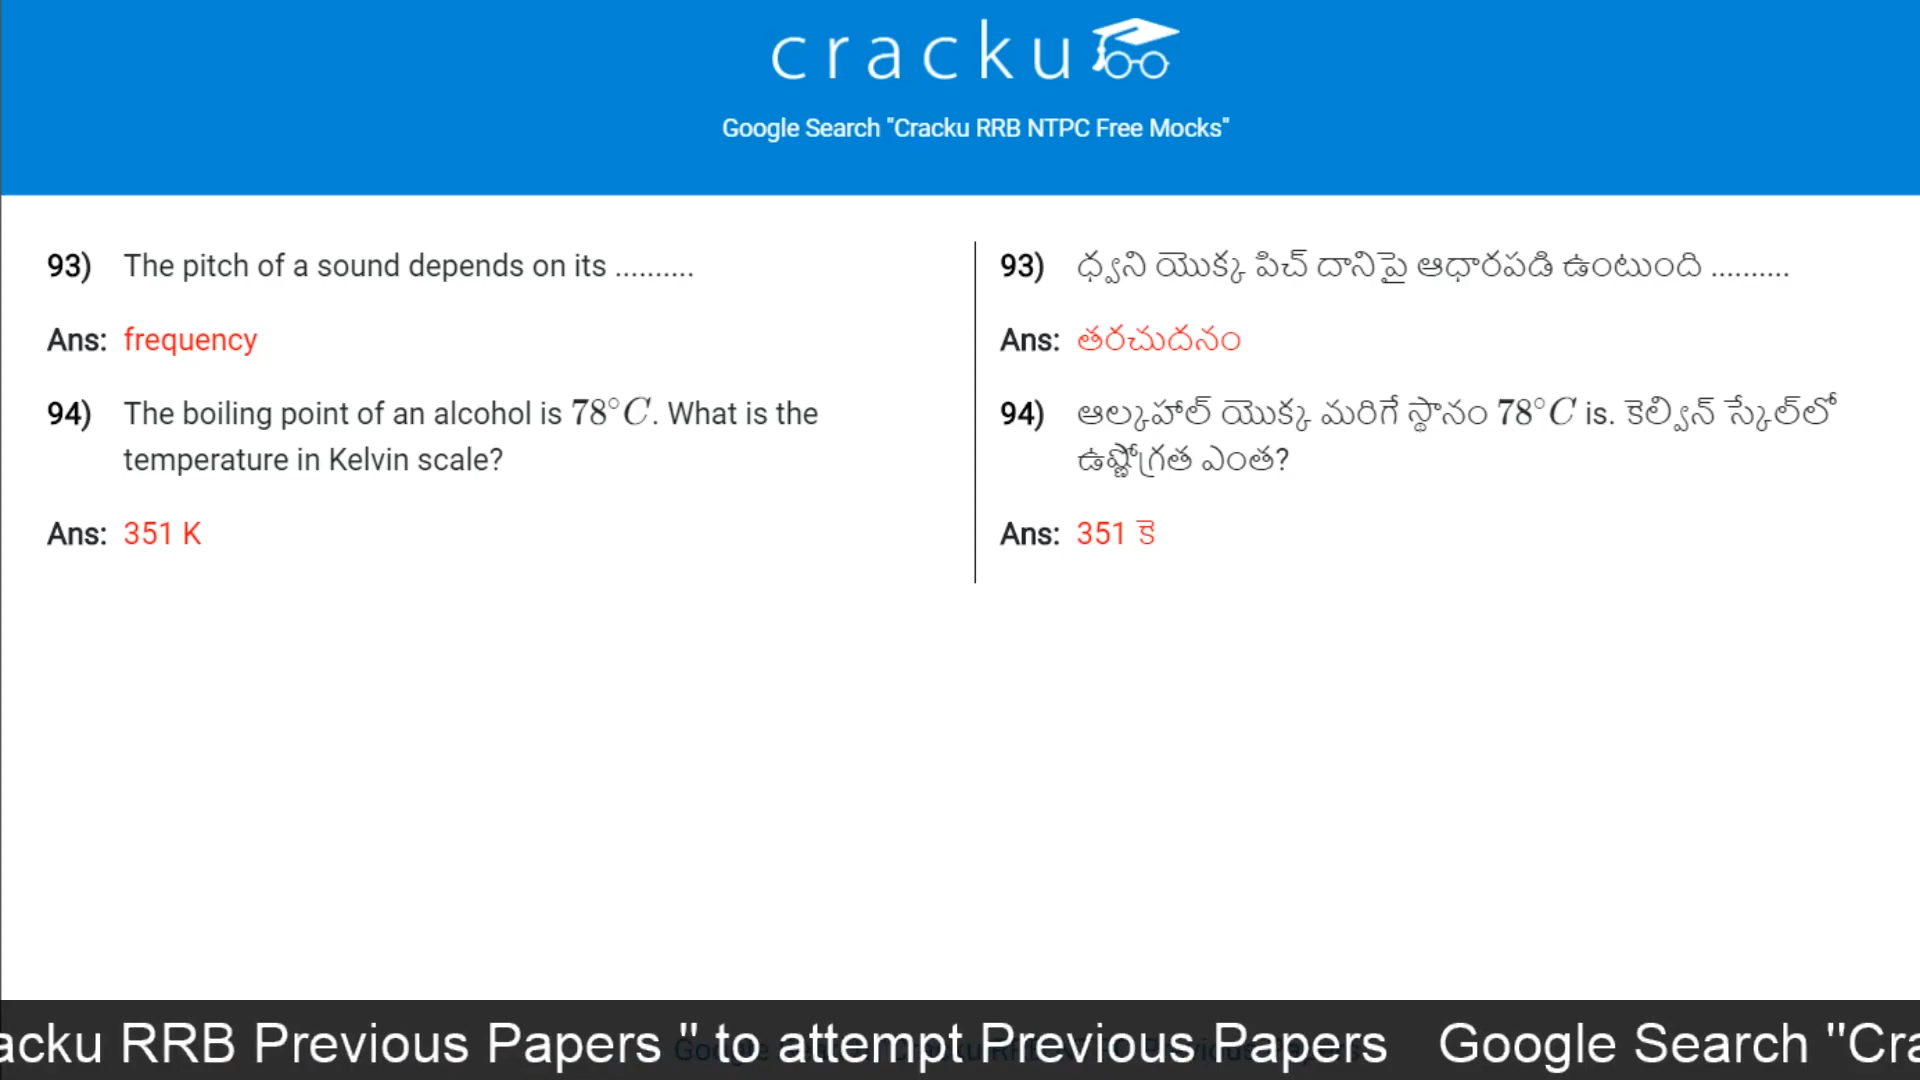 cracku
Google Search "Cracku RRB NTPC Free Mocks"
93) The pitch of a sound depends on its ..........
Ans: frequency
94) The boiling point of an alcohol is 78°C. What is the
temperature in Kelvin scale?
Ans: 351 K
93) ధ్వని యొక్క పిచ్ దానిపై ఆధారపడి ఉంటుంది ..........
Ans: తరచుదనం
94) ఆల్కహాల్ యొక్క మరిగే స్థానం 78°C is. కెల్విన్ స్కేల్‌లో
ఉష్ణోగ్రత ఎంత?
Ans: 351 కె
acku RRB Previous Papers " to attempt Previous Papers Google Search "Cra